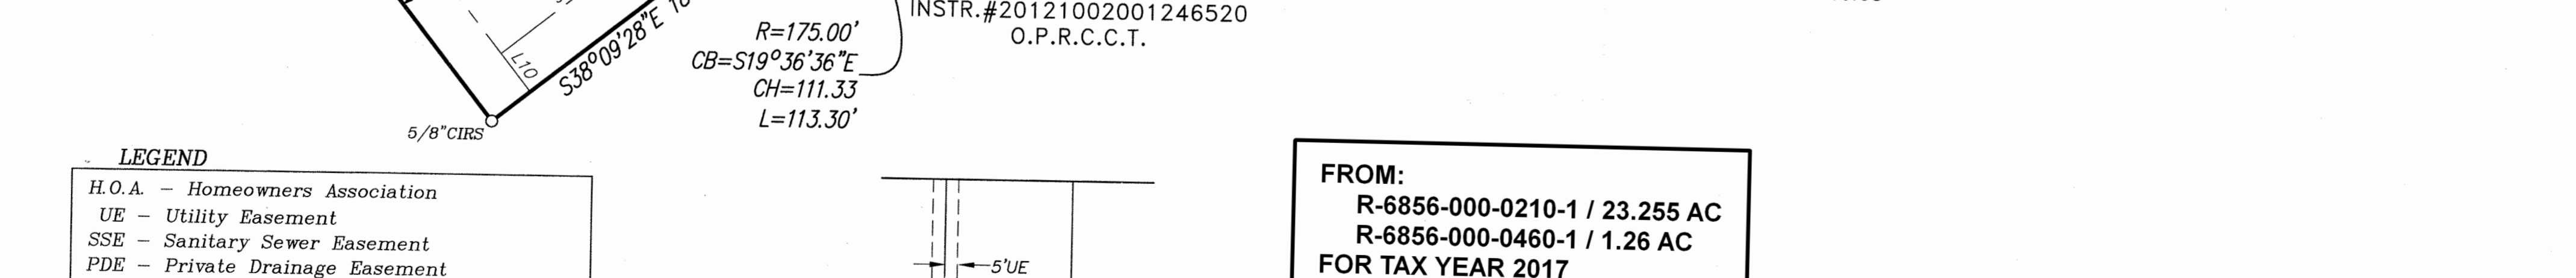 INSTR.#20121002001246520
O.P.R.C.C.T.
R=175.00'
CB=S19°36'36"E
CH=111.33
L=113.30'
S38°09'28"E
L10
5/8"CIRS
LEGEND
H.O.A. - Homeowners Association
UE - Utility Easement
SSE - Sanitary Sewer Easement
PDE - Private Drainage Easement
5'UE
FROM:
R-6856-000-0210-1 / 23.255 AC
R-6856-000-0460-1 / 1.26 AC
FOR TAX YEAR 2017